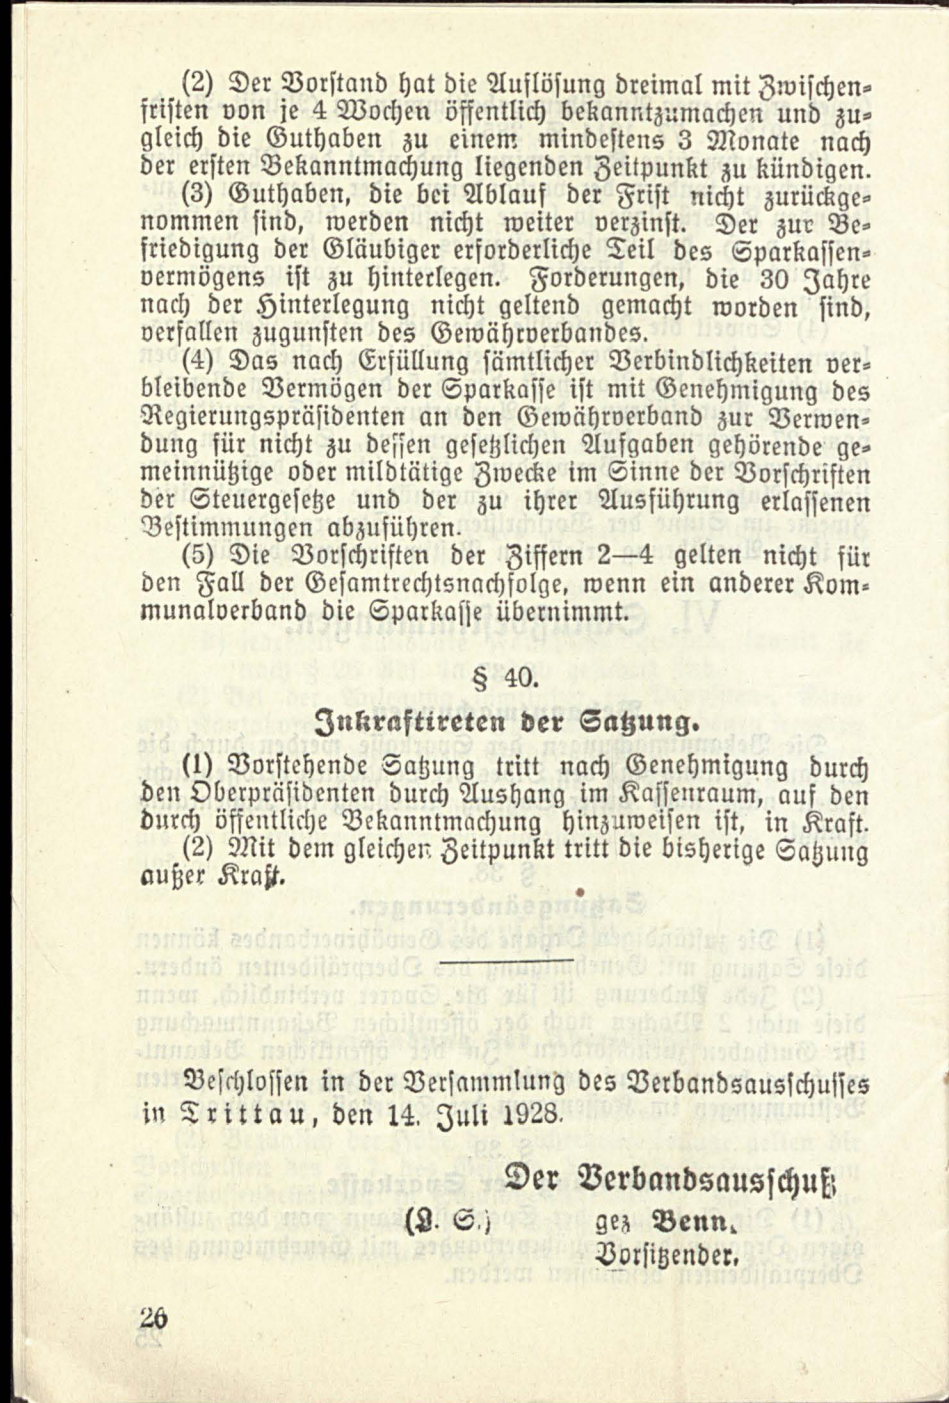 (2) Der Vorstand hat die Auflösung dreimal mit Zwischen-
fristen von je 4 Wochen öffentlich bekanntzumachen und zu-
gleich die Guthaben zu einem mindestens 3 Monate nach
der ersten Bekanntmachung liegenden Zeitpunkt zu kündigen.
(3) Guthaben, die bei Ablauf der Frist nicht zurückge-
nommen sind, werden nicht weiter verzinst. Der zur Be-
friedigung der Gläubiger erforderliche Teil des Sparkassen-
vermögens ist zu hinterlegen. Forderungen, die 30 Jahre
nach der Hinterlegung nicht geltend gemacht worden sind,
verfallen zugunsten des Gewährverbandes.
(4) Das nach Erfüllung sämtlicher Verbindlichkeiten ver-
bleibende Vermögen der Sparkasse ist mit Genehmigung des
Regierungspräsidenten an den Gewährverband zur Verwen-
dung für nicht zu dessen gesetzlichen Aufgaben gehörende ge-
meinnützige oder mildtätige Zwecke im Sinne der Vorschriften
der Steuergesetze und der zu ihrer Ausführung erlassenen
Bestimmungen abzuführen.
(5) Die Vorschriften der Ziffern 2—4 gelten nicht für
den Fall der Gesamtrechtsnachfolge, wenn ein anderer Kom-
munalverband die Sparkasse übernimmt.
§ 40.
Inkrafttreten der Satzung.
(1) Vorstehende Satzung tritt nach Genehmigung durch
den Oberpräsidenten durch Aushang im Kassenraum, auf den
durch öffentliche Bekanntmachung hinzuweisen ist, in Kraft.
(2) Mit dem gleichen Zeitpunkt tritt die bisherige Satzung
außer Kraft.
Beschlossen in der Versammlung des Verbandsausschusses
in Trittau, den 14. Juli 1928.
Der Verbandsausschuß
(L. S.) gez Benn.
Vorsitzender.
26